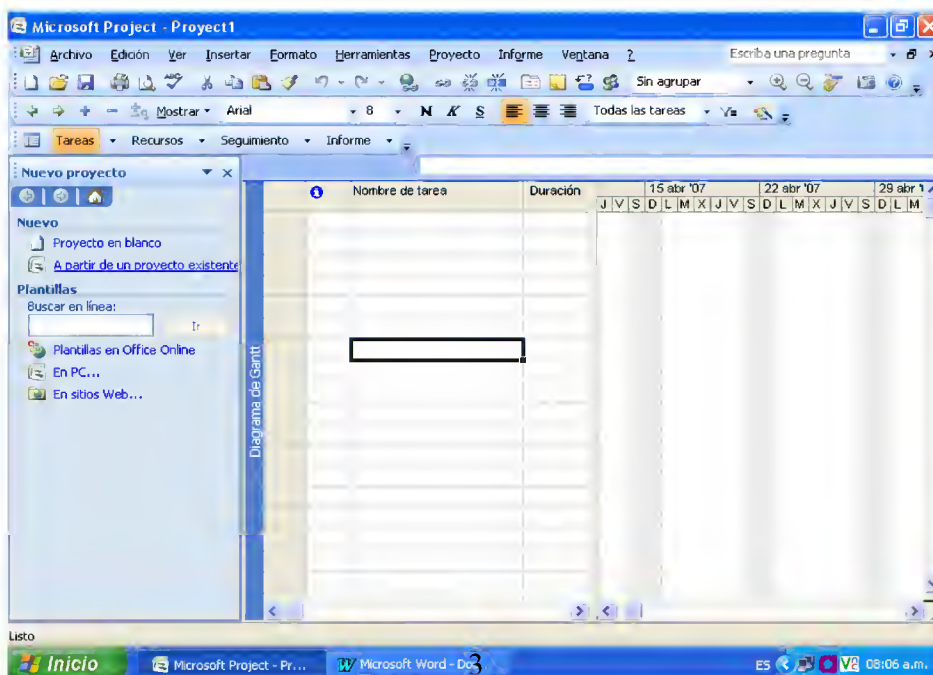 Microsoft Project - Proyect1
Archivo Edición Ver Insertar Formato Herramientas Proyecto Informe Ventana ? Escriba una pregunta
Sin agrupar
Mostrar Arial 8 N K S Todas las tareas
Tareas Recursos Seguimiento Informe
Nuevo proyecto
Nuevo
Proyecto en blanco
A partir de un proyecto existente
Plantillas
Buscar en línea:
Ir
Plantillas en Office Online
En PC...
En sitios Web...
Diagrama de Gantt
Nombre de tarea Duración
15 abr '07 22 abr '07 29 abr
J V S D L M X J V S D L M X J V S D L M
Listo
Inicio Microsoft Project - Pr... Microsoft Word - Do 3 ES 08:06 a.m.